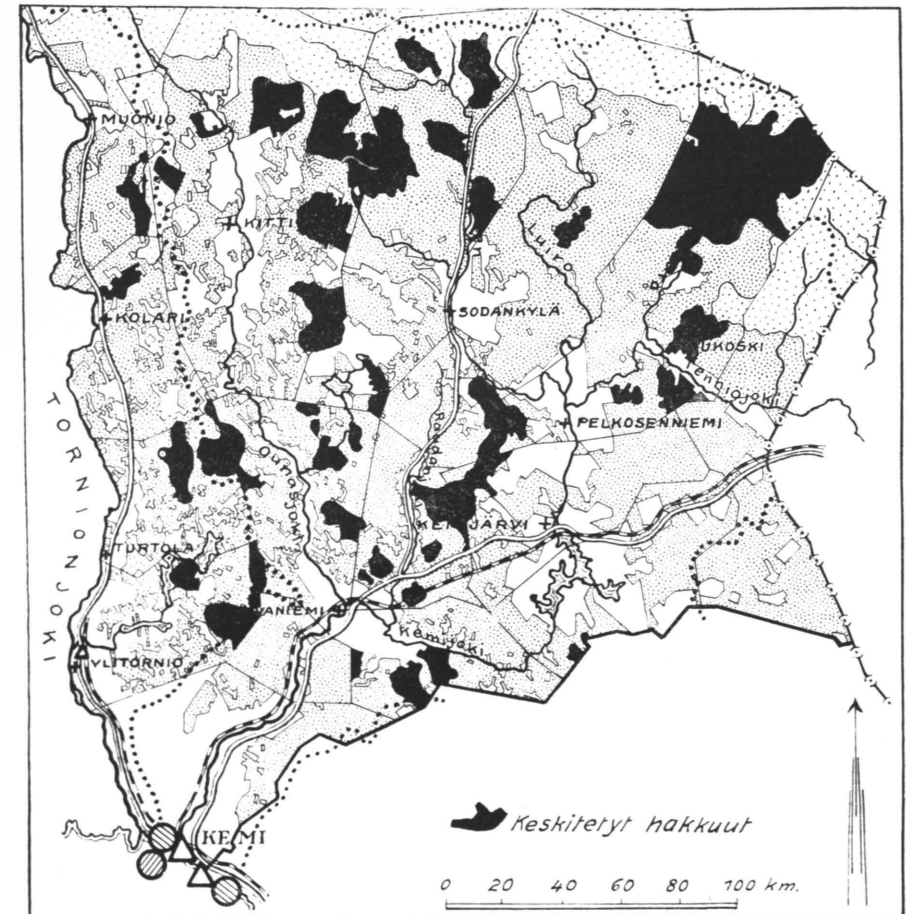 MUONIO
KITTI
Luiro
KOLARI
SODANKYLÄ
UKOSKI
Tenniojoki
TORNIONJOKI
PELKOSENNIEMI
Ounasjoki
KEMIJÄRVI
TURTOLA
VANIEMI
Kemijoki
YLITORNIO
KEMI
Keskitetyt hakkuut
0 20 40 60 80 100 km.